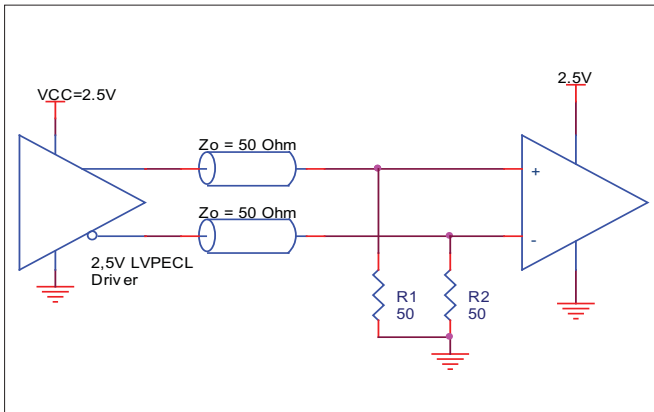 VCC=2.5V
2.5V
Zo = 50 Ohm
+
Zo = 50 Ohm
-
2,5V LVPECL
Driver
R1
50
R2
50